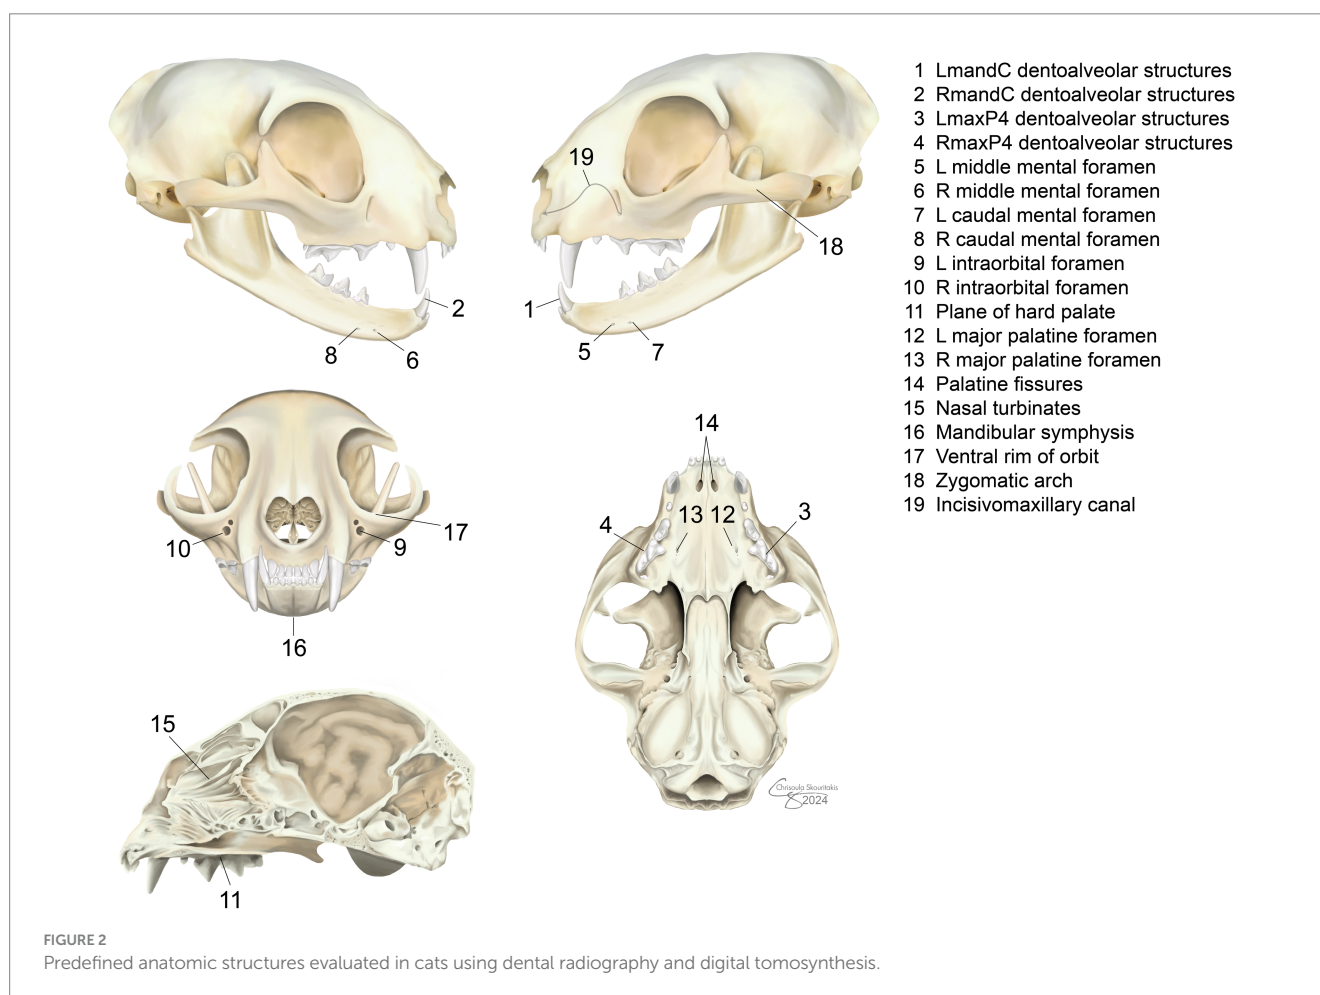 1 LmandC dentoalveolar structures
2 RmandC dentoalveolar structures
3 LmaxP4 dentoalveolar structures
4 RmaxP4 dentoalveolar structures
5 L middle mental foramen
6 R middle mental foramen
7 L caudal mental foramen
8 R caudal mental foramen
9 L intraorbital foramen
10 R intraorbital foramen
11 Plane of hard palate
12 L major palatine foramen
13 R major palatine foramen
14 Palatine fissures
15 Nasal turbinates
16 Mandibular symphysis
17 Ventral rim of orbit
18 Zygomatic arch
19 Incisivomaxillary canal
19
18
2
1
8
6
5
7
14
13 12
4
3
10
9
17
16
15
11
Chrisoula Skouritakis
2024
FIGURE 2
Predefined anatomic structures evaluated in cats using dental radiography and digital tomosynthesis.